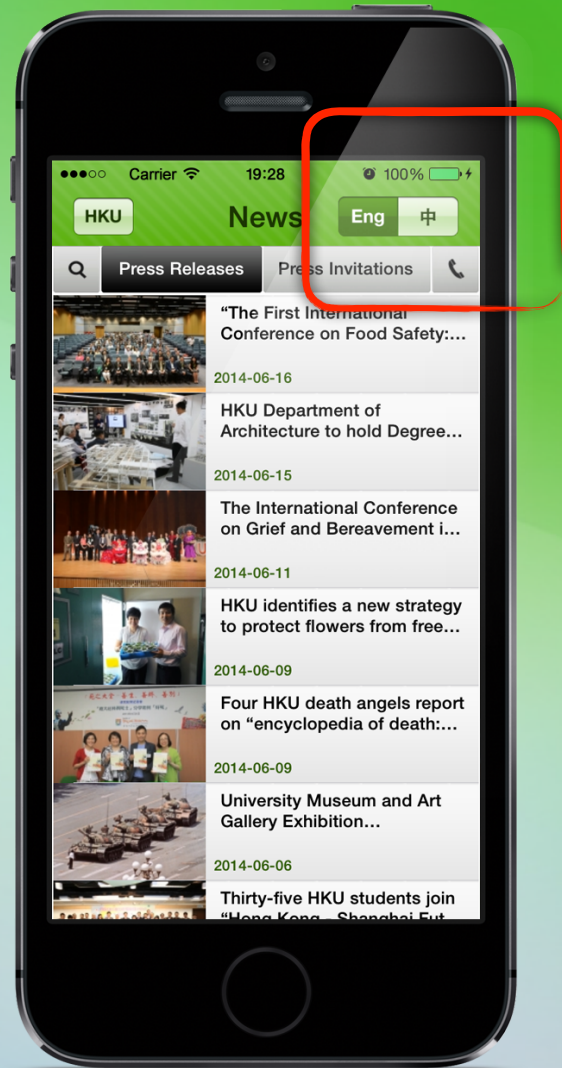 Carrier 19:28 100%
HKU News Eng 中
Press Releases Press Invitations
“The First International
Conference on Food Safety:...
2014-06-16
HKU Department of
Architecture to hold Degree...
2014-06-15
The International Conference
on Grief and Bereavement i...
2014-06-11
HKU identifies a new strategy
to protect flowers from free...
2014-06-09
Four HKU death angels report
on “encyclopedia of death:...
2014-06-09
University Museum and Art
Gallery Exhibition...
2014-06-06
Thirty-five HKU students join
“Hong Kong - Shanghai Fut